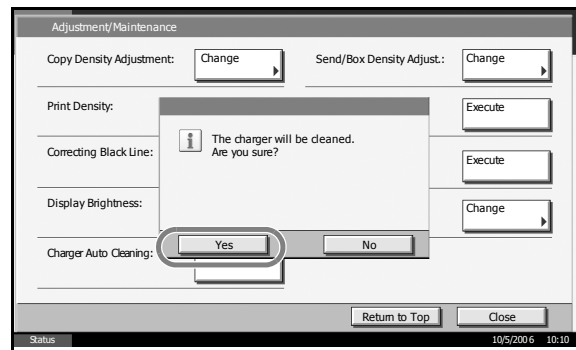 Adjustment/Maintenance
Copy Density Adjustment: Change Send/Box Density Adjust.: Change
Print Density: Execute
The charger will be cleaned.
Are you sure?
Correcting Black Line: Execute
Display Brightness: Change
Yes No
Charger Auto Cleaning:
Return to Top Close
Status 10/5/2006 10:10